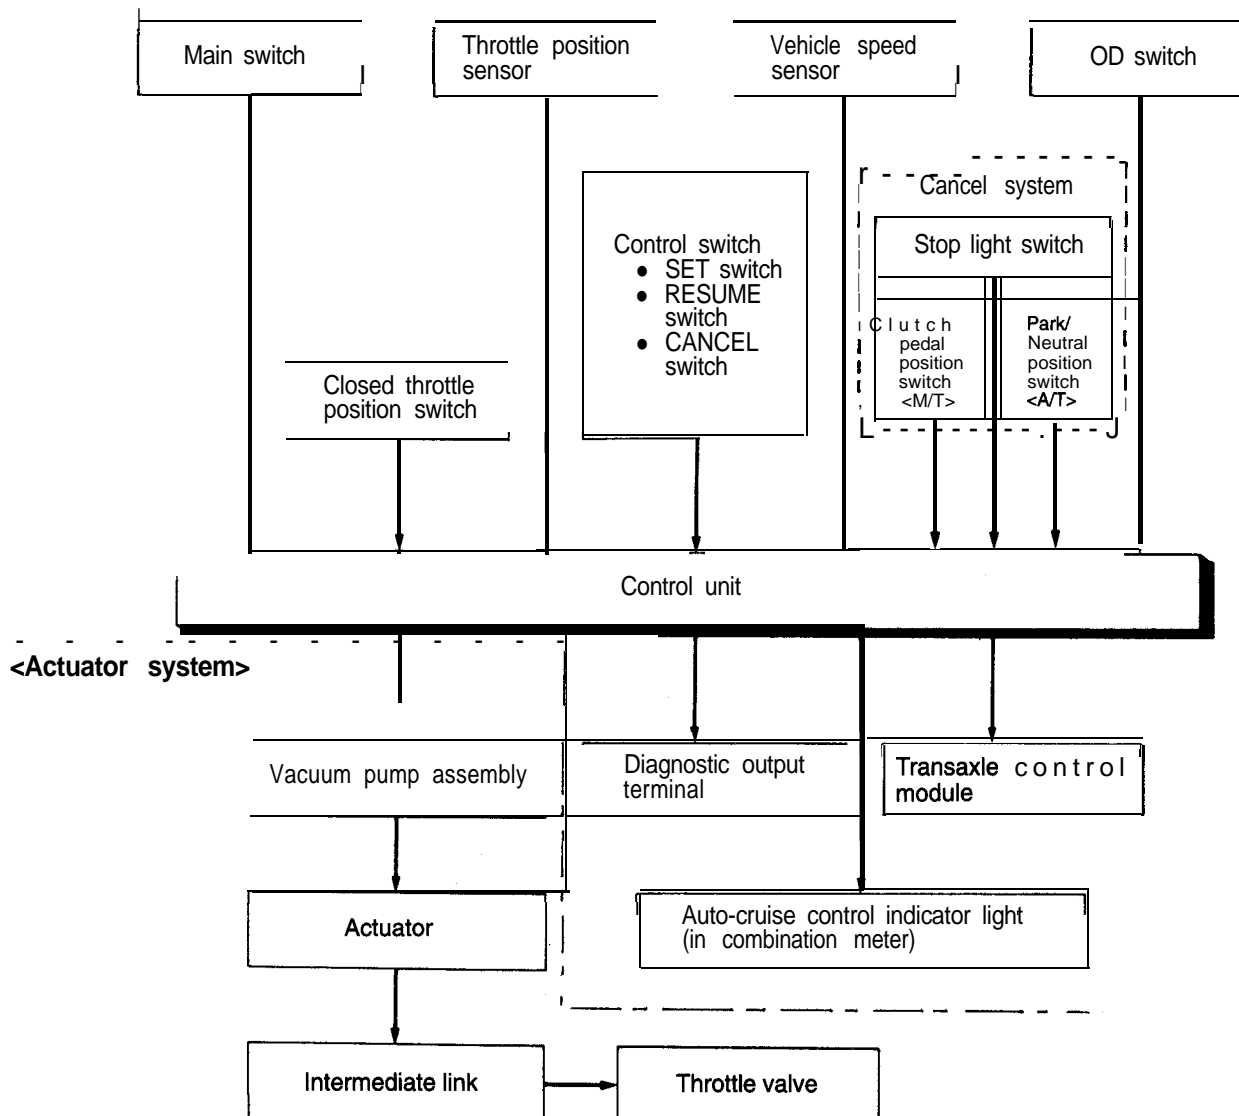 Main switch
Throttle position
sensor
Vehicle speed
sensor
OD switch
Cancel system
Stop light switch
Control switch
● SET switch
● RESUME
switch
● CANCEL
switch
Clutch
pedal
position
switch
<M/T>
Park/
Neutral
position
switch
<A/T>
Closed throttle
position switch
Control unit
<Actuator system>
Vacuum pump assembly
Diagnostic output
terminal
Transaxle control
module
Actuator
Auto-cruise control indicator light
(in combination meter)
Intermediate link
Throttle valve